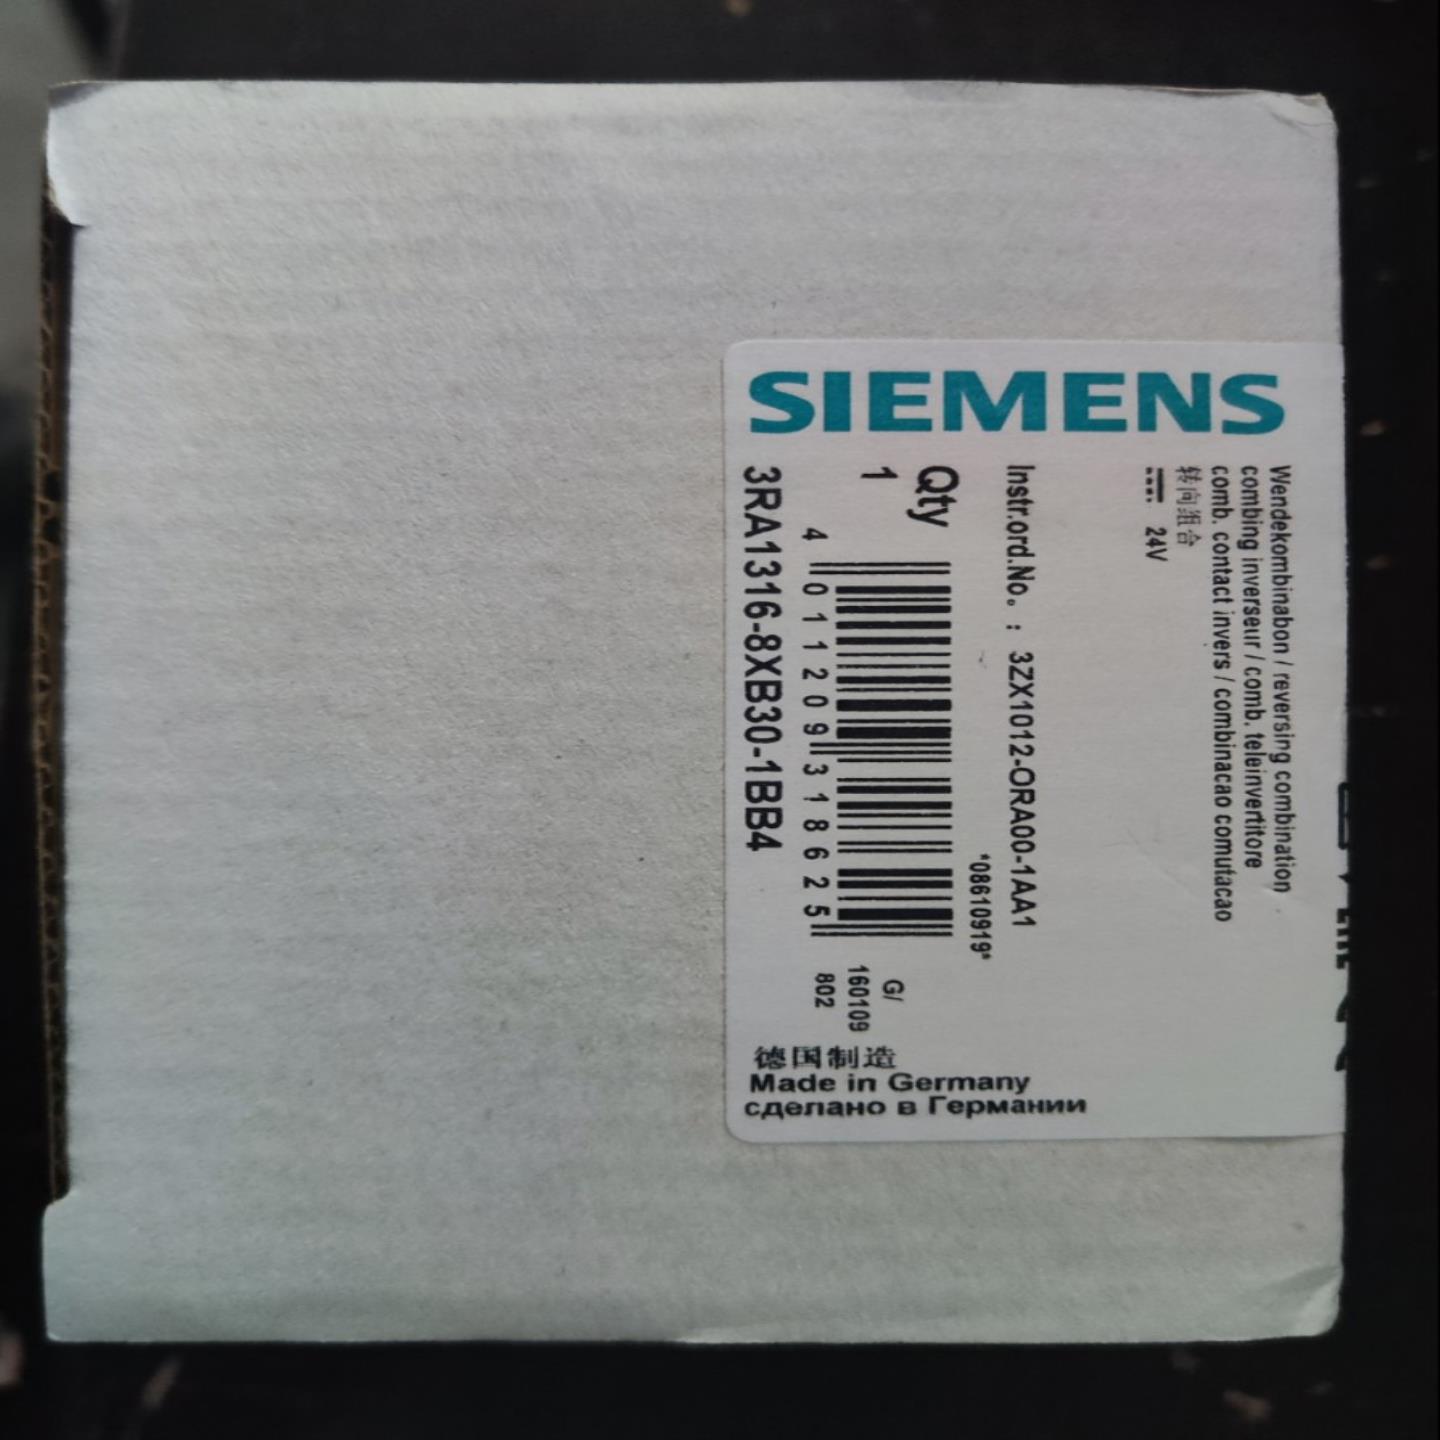 SIEMENS
Wendekombinabon / reversing combination
combing inverseur / comb. teleinvertitore
comb. contact invers / combinacao comutacao
转向组合
24V
Instr.ord.No。: 3ZX1012-ORA00-1AA1
*08610919*
Qty
1
4 011209 318625
3RA1316-8XB30-1BB4
G/
160109
802
德国制造
Made in Germany
сделано в Германии